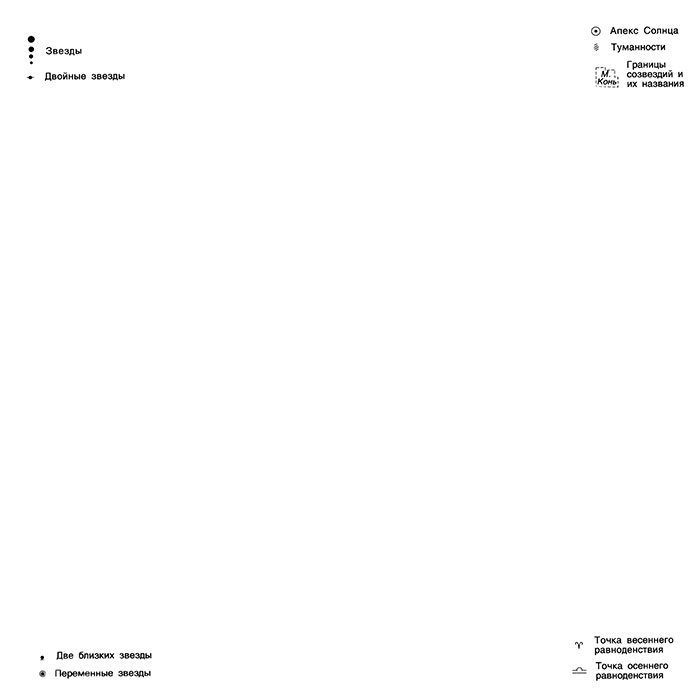 Звезды
Двойные звезды
Апекс Солнца
Туманности
М.
Конь
Границы
созвездий и
их названия
Две близких звезды
Переменные звезды
Точка весеннего
равноденствия
Точка осеннего
равноденствия